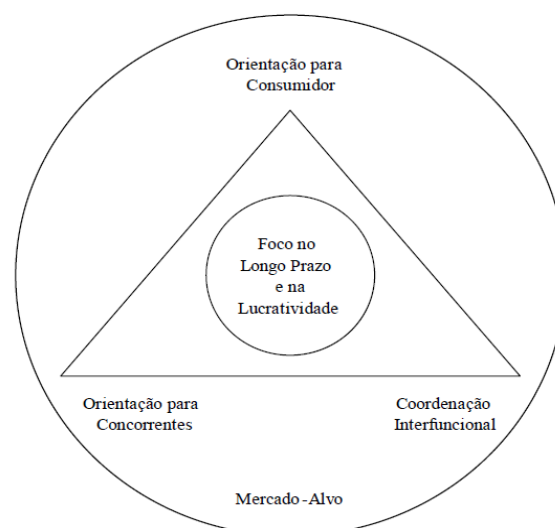 Orientação para
Consumidor
Foco no
Longo Prazo
e na
Lucratividade
Orientação para
Concorrentes
Coordenação
Interfuncional
Mercado-Alvo